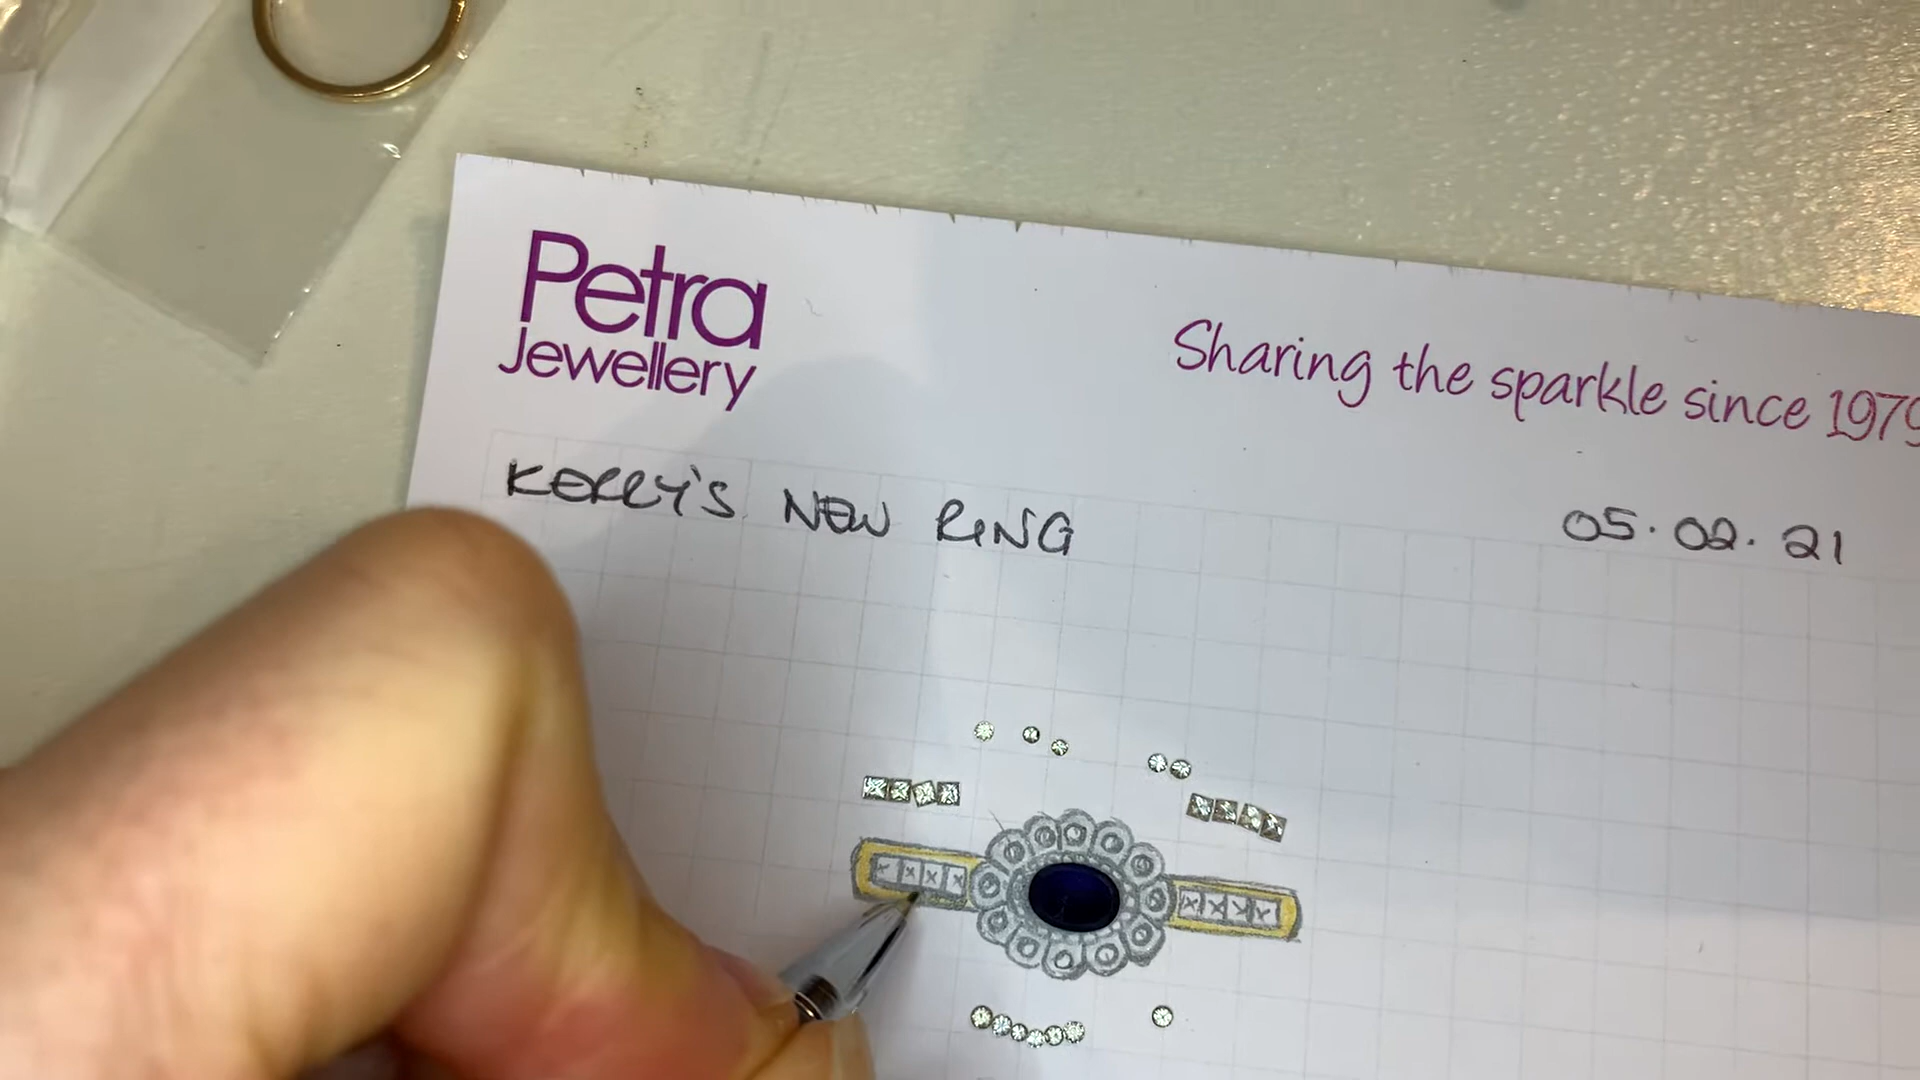 Petra
Jewellery
Sharing the sparkle since 1979
KERRY'S NEW RING
05.02.21